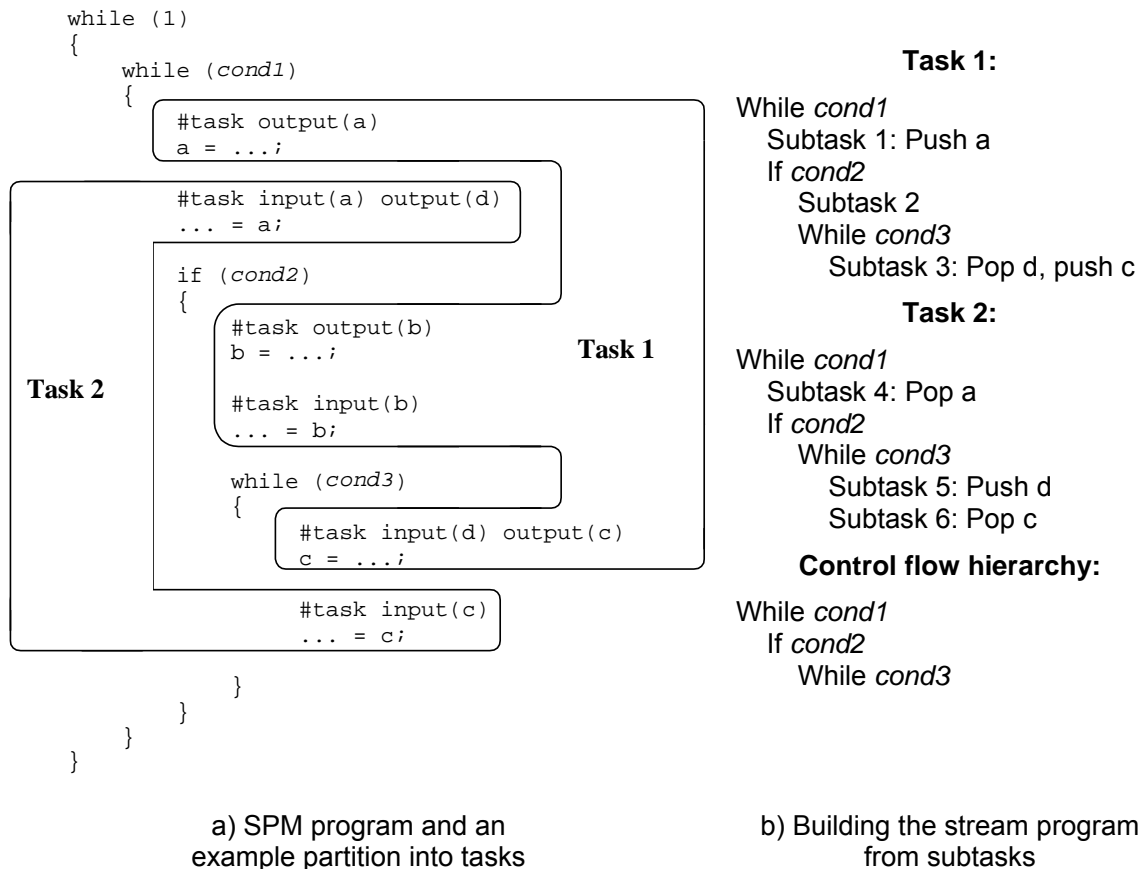 while (1)
{
while (cond1)
{
#task output(a)
a = ...;
#task input(a) output(d)
... = a;
if (cond2)
{
#task output(b)
b = ...;
Task 1
Task 2
#task input(b)
... = b;
while (cond3)
{
#task input(d) output(c)
c = ...;
#task input(c)
... = c;
}
}
}
}
a) SPM program and an
example partition into tasks
Task 1:
While cond1
Subtask 1: Push a
If cond2
Subtask 2
While cond3
Subtask 3: Pop d, push c
Task 2:
While cond1
Subtask 4: Pop a
If cond2
While cond3
Subtask 5: Push d
Subtask 6: Pop c
Control flow hierarchy:
While cond1
If cond2
While cond3
b) Building the stream program
from subtasks